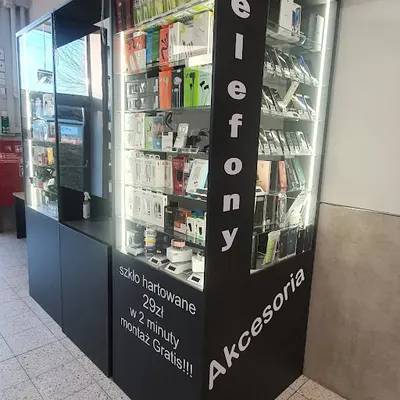 elefony
szkło hartowane
29zł
w 2 minuty
montaż Gratis!!!
Akcesoria